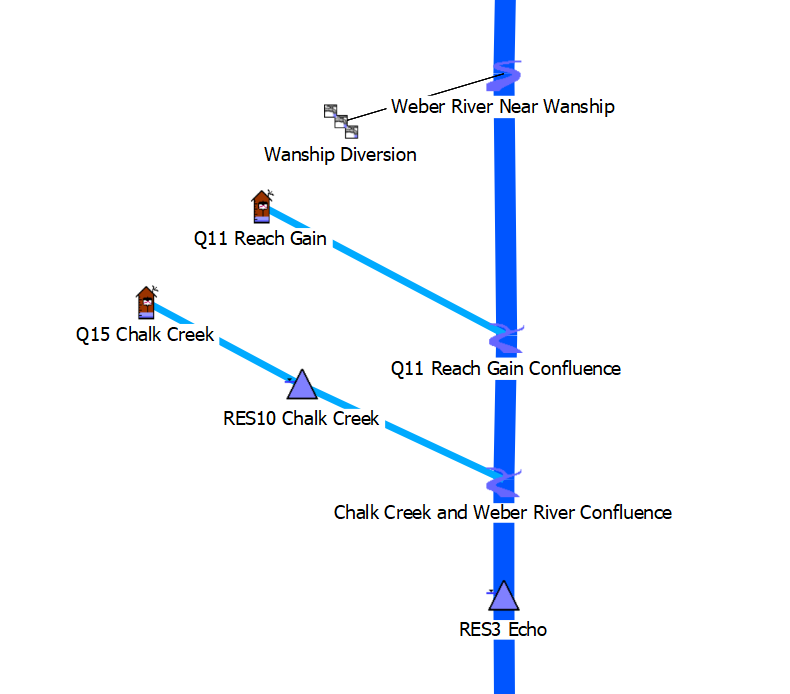 Weber River Near Wanship
Wanship Diversion
Q11 Reach Gain
Q15 Chalk Creek
Q11 Reach Gain Confluence
RES10 Chalk Creek
Chalk Creek and Weber River Confluence
RES3 Echo